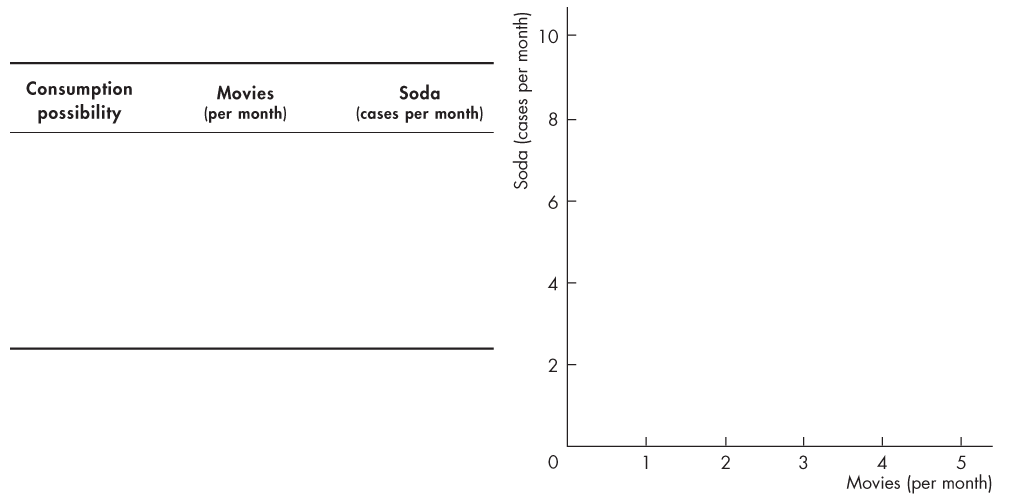 Consumption
possibility
Movies
(per month)
Soda
(cases per month)
Soda (cases per month)
10
8
6
4
2
0
1
2
3
4
5
Movies (per month)